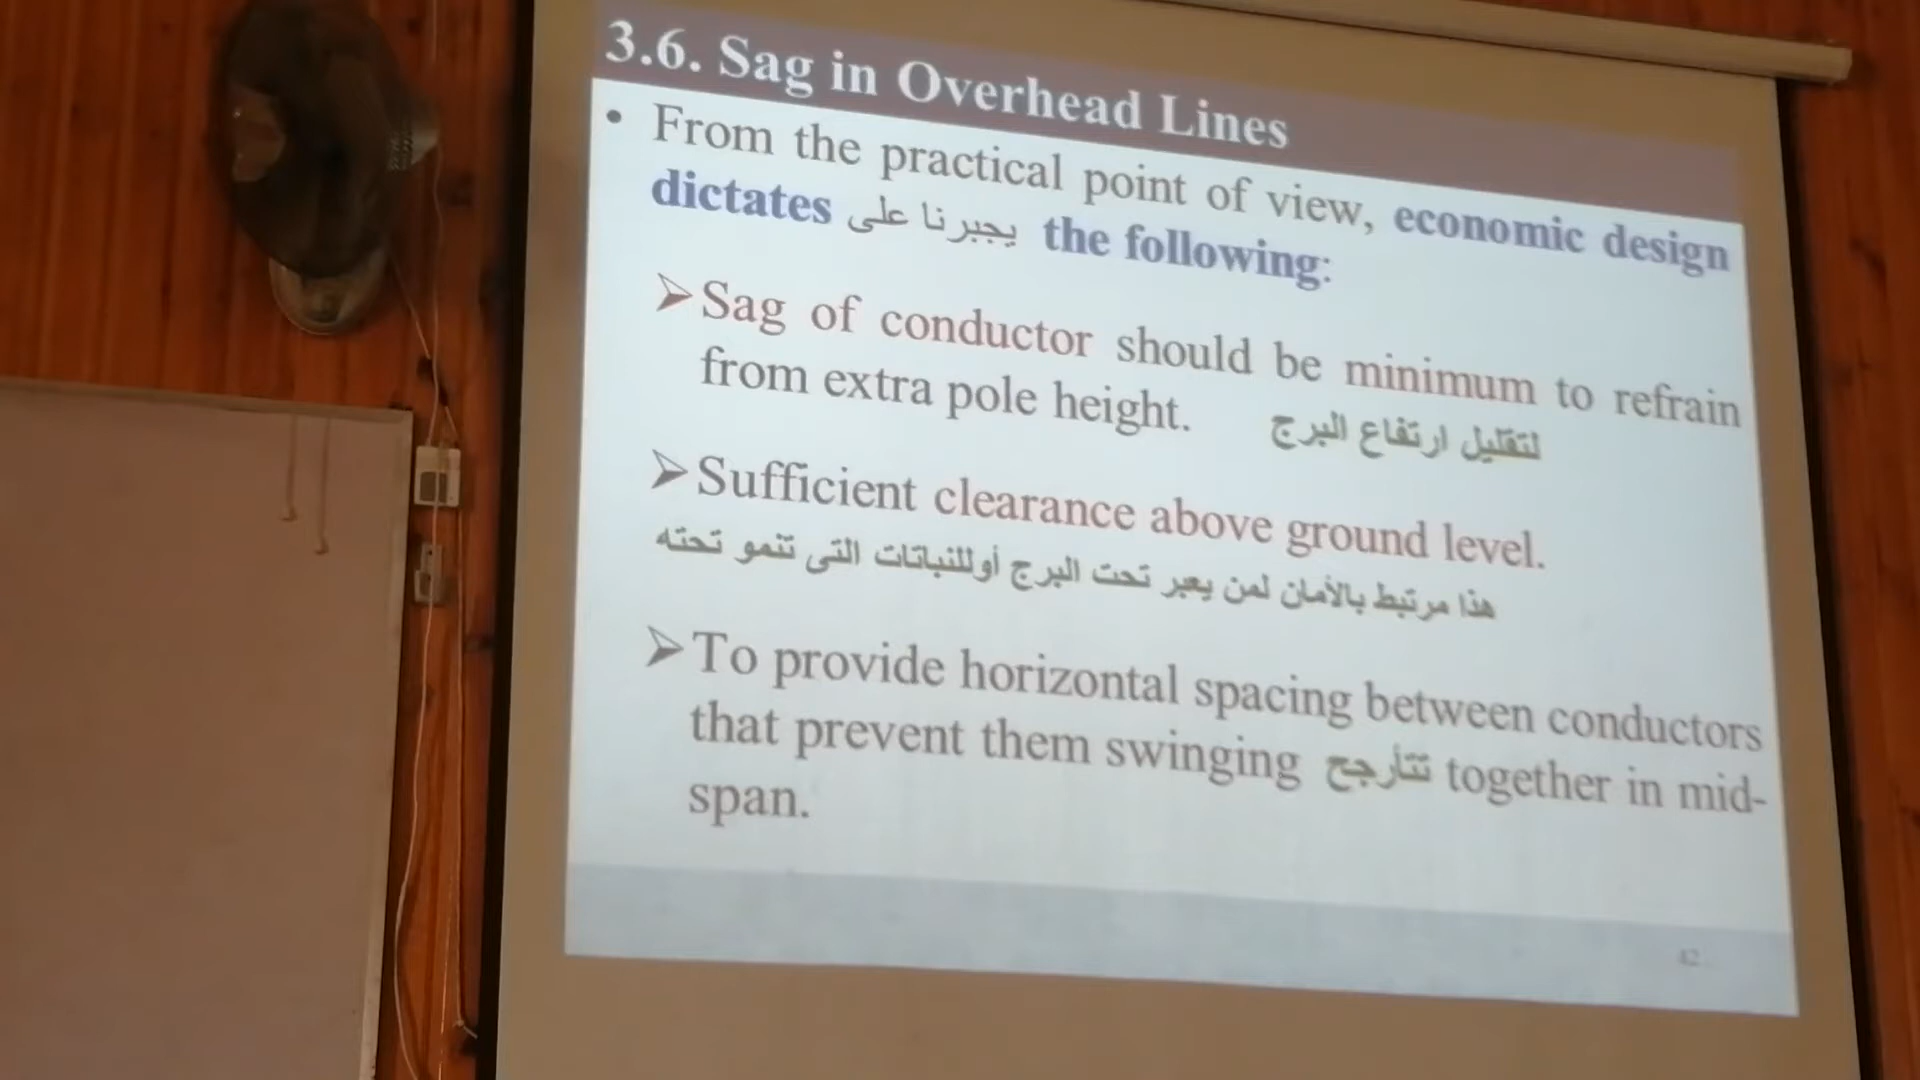 3.6. Sag in Overhead Lines
• From the practical point of view, economic design
dictates يجبرنا على the following:
➢Sag of conductor should be minimum to refrain
from extra pole height. لتقليل ارتفاع البرج
➢Sufficient clearance above ground level.
هذا مرتبط بالأمان لمن يعبر تحت البرج أوللنباتات التى تنمو تحته
➢To provide horizontal spacing between conductors
that prevent them swinging تتأرجح together in mid-
span.
42